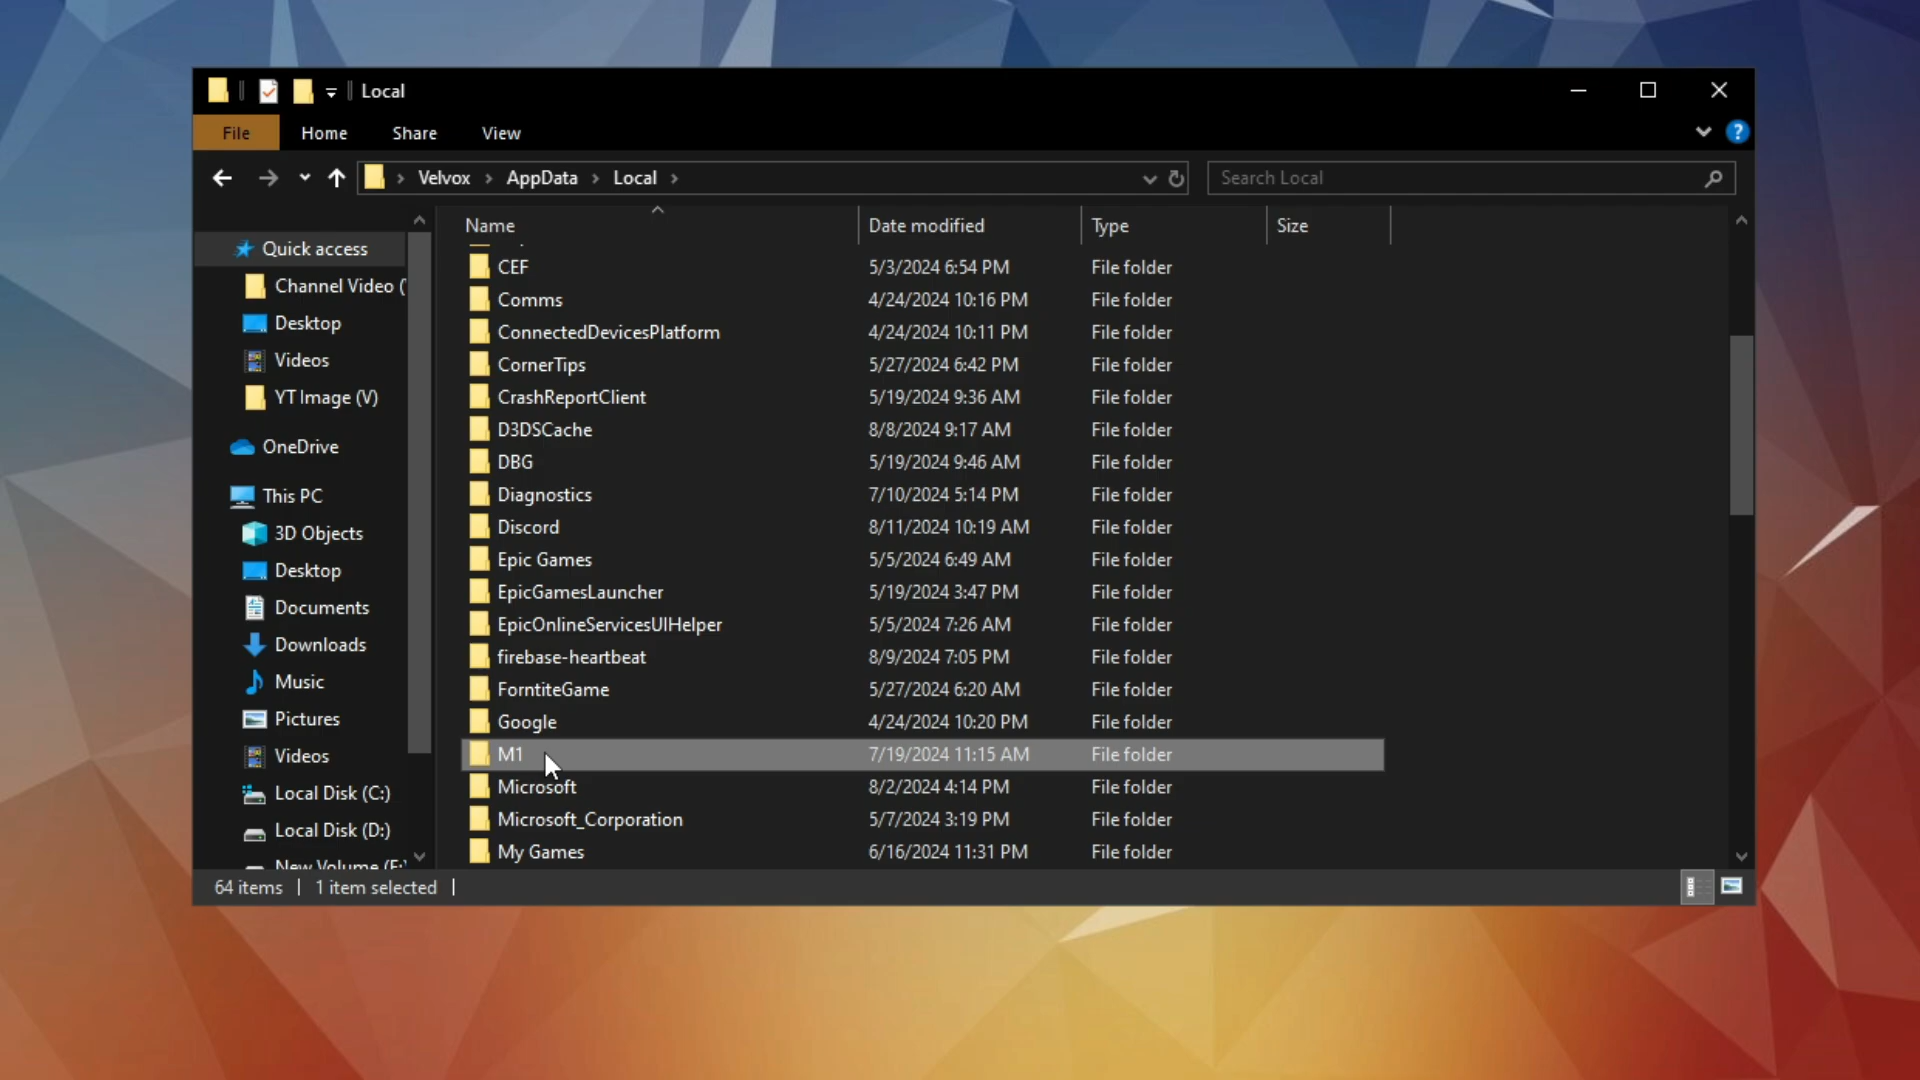 Local
File Home Share View
?
Velvox AppData Local Search Local
Name Date modified Type Size
Quick access
Channel Video (
Desktop
Videos
YT Image (V)
OneDrive
This PC
3D Objects
Desktop
Documents
Downloads
Music
Pictures
Videos
Local Disk (C:)
Local Disk (D:)
New Volume (E:)
CEF 5/3/2024 6:54 PM File folder
Comms 4/24/2024 10:16 PM File folder
ConnectedDevicesPlatform 4/24/2024 10:11 PM File folder
CornerTips 5/27/2024 6:42 PM File folder
CrashReportClient 5/19/2024 9:36 AM File folder
D3DSCache 8/8/2024 9:17 AM File folder
DBG 5/19/2024 9:46 AM File folder
Diagnostics 7/10/2024 5:14 PM File folder
Discord 8/11/2024 10:19 AM File folder
Epic Games 5/5/2024 6:49 AM File folder
EpicGamesLauncher 5/19/2024 3:47 PM File folder
EpicOnlineServicesUIHelper 5/5/2024 7:26 AM File folder
firebase-heartbeat 8/9/2024 7:05 PM File folder
ForntiteGame 5/27/2024 6:20 AM File folder
Google 4/24/2024 10:20 PM File folder
M1 7/19/2024 11:15 AM File folder
Microsoft 8/2/2024 4:14 PM File folder
Microsoft_Corporation 5/7/2024 3:19 PM File folder
My Games 6/16/2024 11:31 PM File folder
64 items 1 item selected